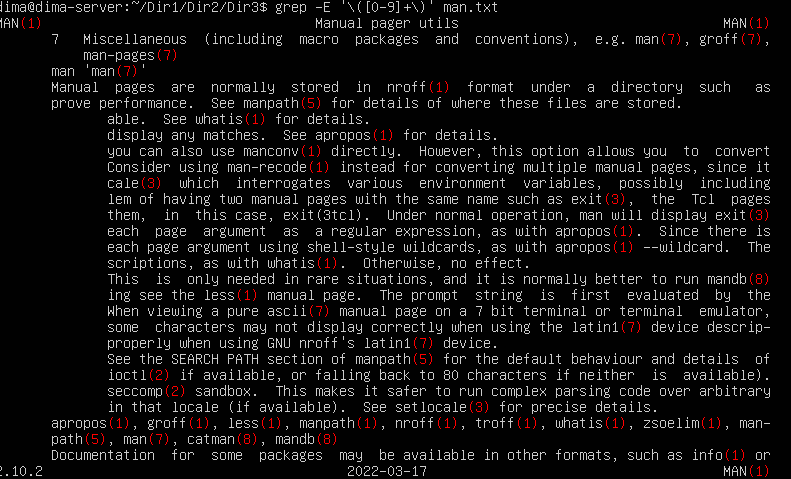 dima@dima-server:~/Dir1/Dir2/Dir3$ grep -E '\([0-9]+\)' man.txt
MAN(1) Manual pager utils MAN(1)
7 Miscellaneous (including macro packages and conventions), e.g. man(7), groff(7),
man-pages(7)
man 'man(7)'
Manual pages are normally stored in nroff(1) format under a directory such as
prove performance. See manpath(5) for details of where these files are stored.
able. See whatis(1) for details.
display any matches. See apropos(1) for details.
you can also use manconv(1) directly. However, this option allows you to convert
Consider using man-recode(1) instead for converting multiple manual pages, since it
cale(3) which interrogates various environment variables, possibly including
lem of having two manual pages with the same name such as exit(3), the Tcl pages
them, in this case, exit(3tcl). Under normal operation, man will display exit(3)
each page argument as a regular expression, as with apropos(1). Since there is
each page argument using shell-style wildcards, as with apropos(1) --wildcard. The
scriptions, as with whatis(1). Otherwise, no effect.
This is only needed in rare situations, and it is normally better to run mandb(8)
ing see the less(1) manual page. The prompt string is first evaluated by the
When viewing a pure ascii(7) manual page on a 7 bit terminal or terminal emulator,
some characters may not display correctly when using the latin1(7) device descrip-
properly when using GNU nroff's latin1(7) device.
See the SEARCH PATH section of manpath(5) for the default behaviour and details of
ioctl(2) if available, or falling back to 80 characters if neither is available).
seccomp(2) sandbox. This makes it safer to run complex parsing code over arbitrary
in that locale (if available). See setlocale(3) for precise details.
apropos(1), groff(1), less(1), manpath(1), nroff(1), troff(1), whatis(1), zsoelim(1), man-
path(5), man(7), catman(8), mandb(8)
Documentation for some packages may be available in other formats, such as info(1) or
2.10.2 2022-03-17 MAN(1)